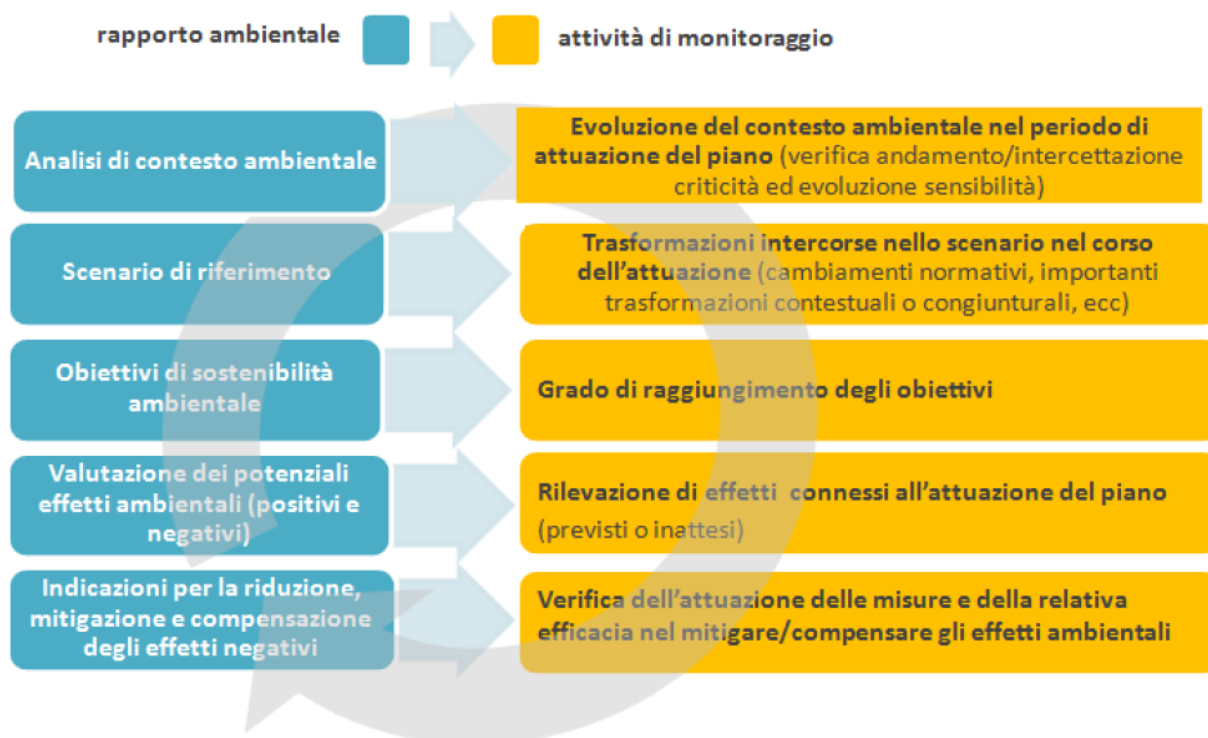 rapporto ambientale
attività di monitoraggio
Analisi di contesto ambientale
Evoluzione del contesto ambientale nel periodo di
attuazione del piano (verifica andamento/intercettazione
criticità ed evoluzione sensibilità)
Scenario di riferimento
Trasformazioni intercorse nello scenario nel corso
dell'attuazione (cambiamenti normativi, importanti
trasformazioni contestuali o congiunturali, ecc)
Obiettivi di sostenibilità
ambientale
Grado di raggiungimento degli obiettivi
Valutazione dei potenziali
effetti ambientali (positivi e
negativi)
Rilevazione di effetti connessi all'attuazione del piano
(previsti o inattesi)
Indicazioni per la riduzione,
mitigazione e compensazione
degli effetti negativi
Verifica dell'attuazione delle misure e della relativa
efficacia nel mitigare/compensare gli effetti ambientali